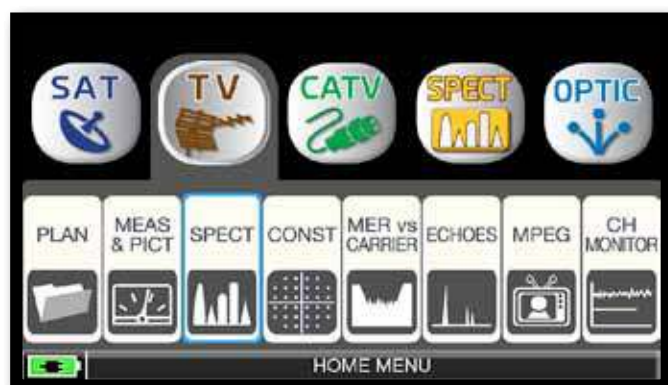 SAT
TV
CATV
SPECT
OPTIC
PLAN
MEAS
& PICT
SPECT
CONST
MER vs
CARRIER
ECHOES
MPEG
CH
MONITOR
HOME MENU